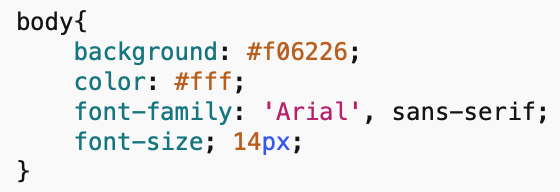 body{
    background: #f06226;
    color: #fff;
    font-family: 'Arial', sans-serif;
    font-size; 14px;
}